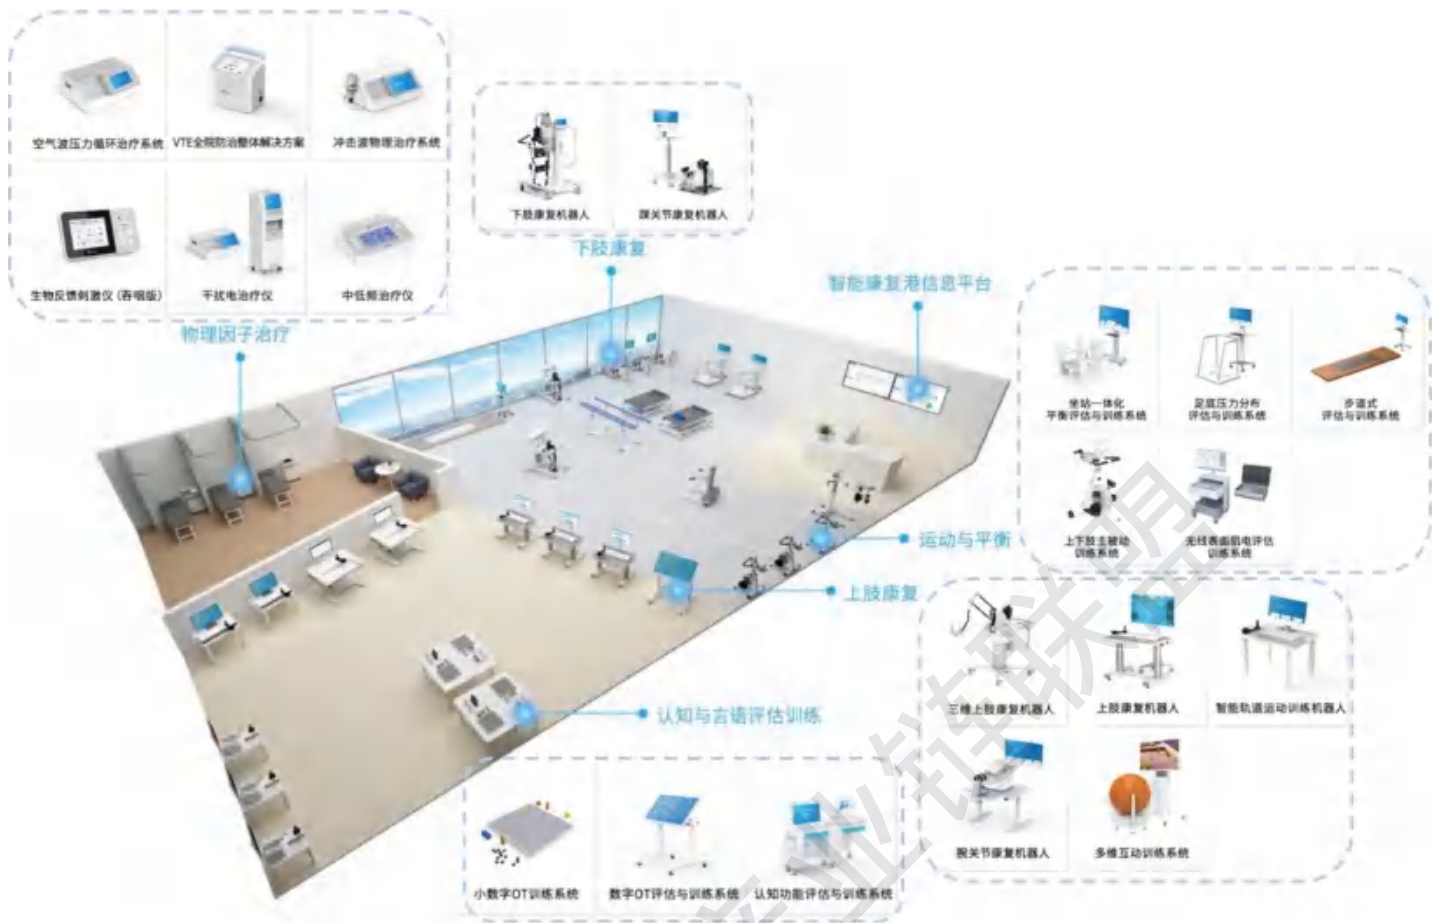 空气波压力循环治疗系统
VTE全院防治整体解决方案
冲击波物理治疗系统
生物反馈刺激仪（吞咽版）
干扰电治疗仪
中低频治疗仪
物理因子治疗
下肢康复机器人
踝关节康复机器人
下肢康复
智能康复港信息平台
坐站一体化
平衡评估与训练系统
足底压力分布
评估与训练系统
步道式
评估与训练系统
上下肢主被动
训练系统
无线表面肌电评估
训练系统
运动与平衡
上肢康复
三维上肢康复机器人
上肢康复机器人
智能轨道运动训练机器人
腕关节康复机器人
多维互动训练系统
认知与言语评估训练
小数字OT训练系统
数字OT评估与训练系统
认知功能评估与训练系统
产业链联盟